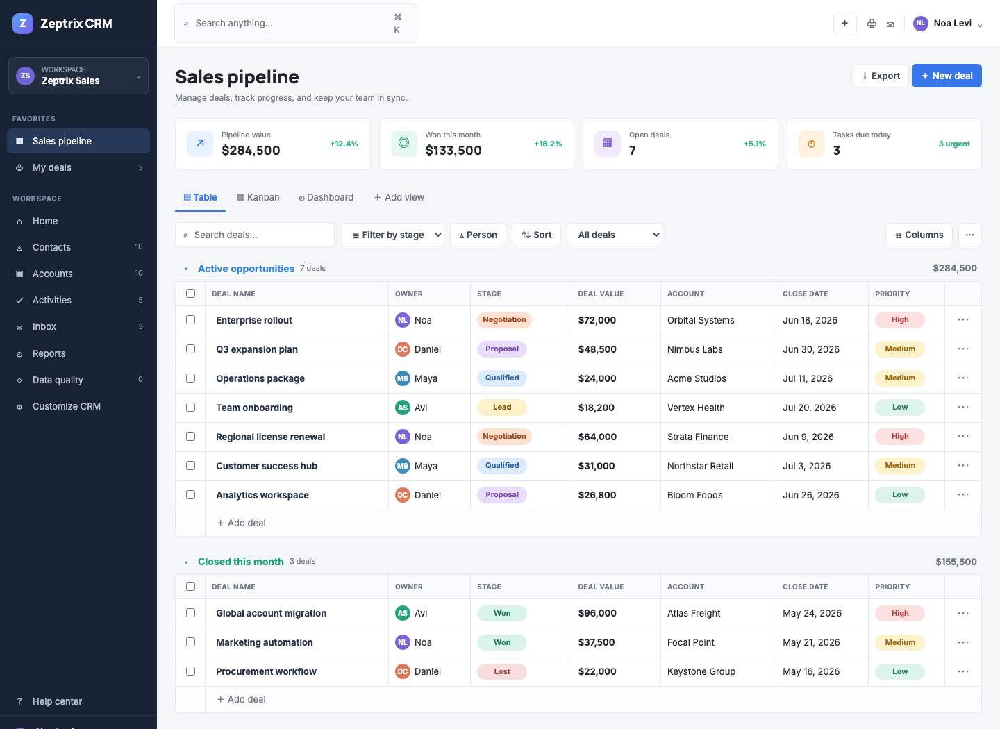 Z Zeptrix CRM
ZS WORKSPACE
Zeptrix Sales
FAVORITES
Sales pipeline
My deals 3
WORKSPACE
Home
Contacts 10
Accounts 10
Activities 5
Inbox 3
Reports
Data quality 0
Customize CRM
? Help center
Search anything... ⌘ K
+ NL Noa Levi
Sales pipeline
Manage deals, track progress, and keep your team in sync.
Export
+ New deal
Pipeline value
$284,500 +12.4%
Won this month
$133,500 +18.2%
Open deals
7 +5.1%
Tasks due today
3 3 urgent
Table Kanban Dashboard + Add view
Search deals... Filter by stage Person Sort All deals Columns ...
Active opportunities 7 deals $284,500
DEAL NAME OWNER STAGE DEAL VALUE ACCOUNT CLOSE DATE PRIORITY
Enterprise rollout NL Noa Negotiation $72,000 Orbital Systems Jun 18, 2026 High ...
Q3 expansion plan DC Daniel Proposal $48,500 Nimbus Labs Jun 30, 2026 Medium ...
Operations package MB Maya Qualified $24,000 Acme Studios Jul 11, 2026 Medium ...
Team onboarding AS Avi Lead $18,200 Vertex Health Jul 20, 2026 Low ...
Regional license renewal NL Noa Negotiation $64,000 Strata Finance Jun 9, 2026 High ...
Customer success hub MB Maya Qualified $31,000 Northstar Retail Jul 3, 2026 Medium ...
Analytics workspace DC Daniel Proposal $26,800 Bloom Foods Jun 26, 2026 Low ...
+ Add deal
Closed this month 3 deals $155,500
DEAL NAME OWNER STAGE DEAL VALUE ACCOUNT CLOSE DATE PRIORITY
Global account migration AS Avi Won $96,000 Atlas Freight May 24, 2026 High ...
Marketing automation NL Noa Won $37,500 Focal Point May 21, 2026 Medium ...
Procurement workflow DC Daniel Lost $22,000 Keystone Group May 16, 2026 Low ...
+ Add deal